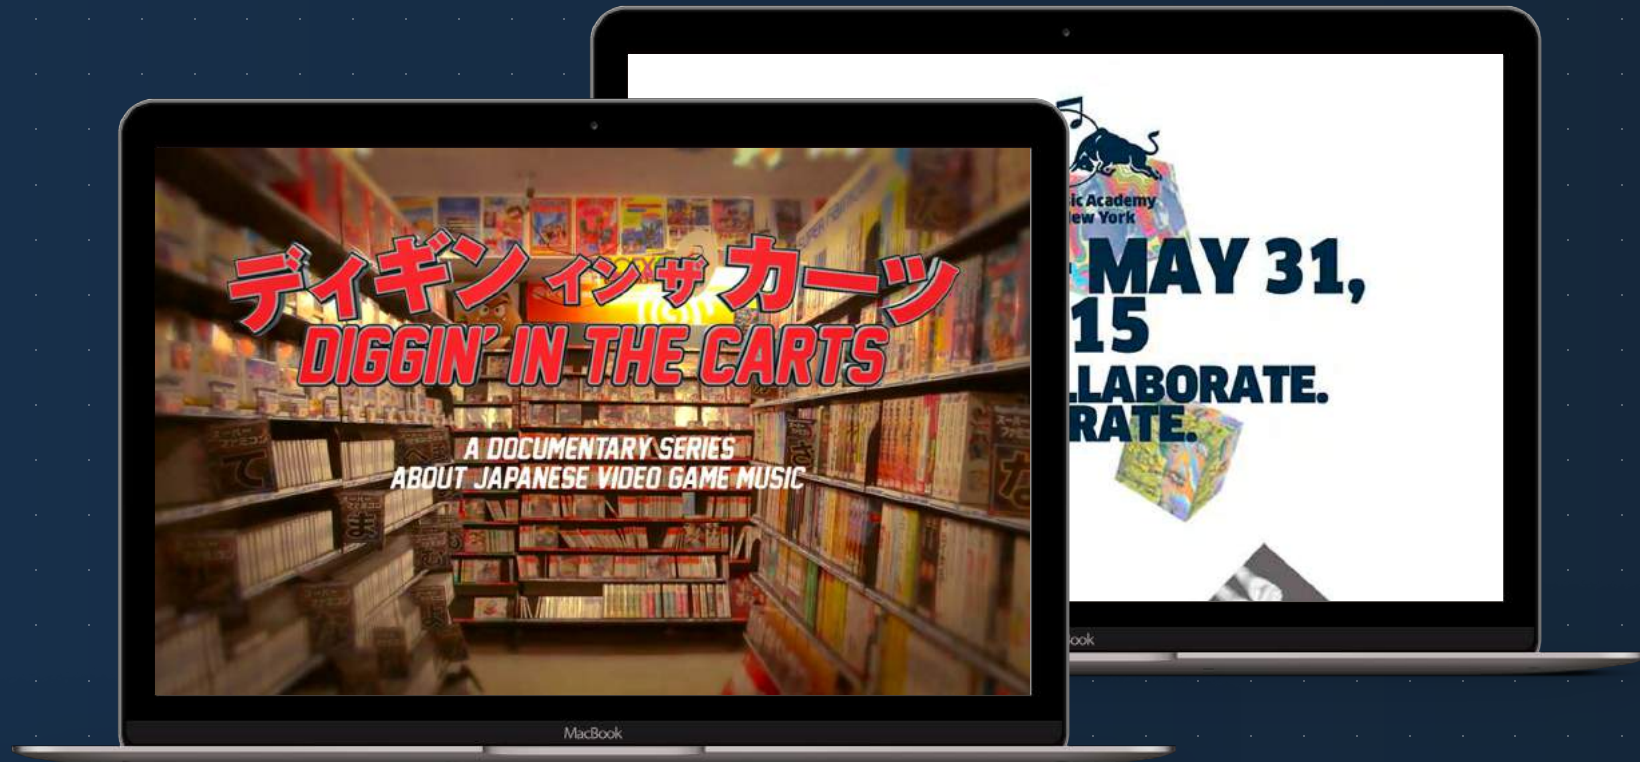 ディギン イン ザ カーツ
DIGGIN' IN THE CARTS
A DOCUMENTARY SERIES
ABOUT JAPANESE VIDEO GAME MUSIC
MacBook
ic Academy
ew York
MAY 31,
15
LLABORATE.
RATE.
ook